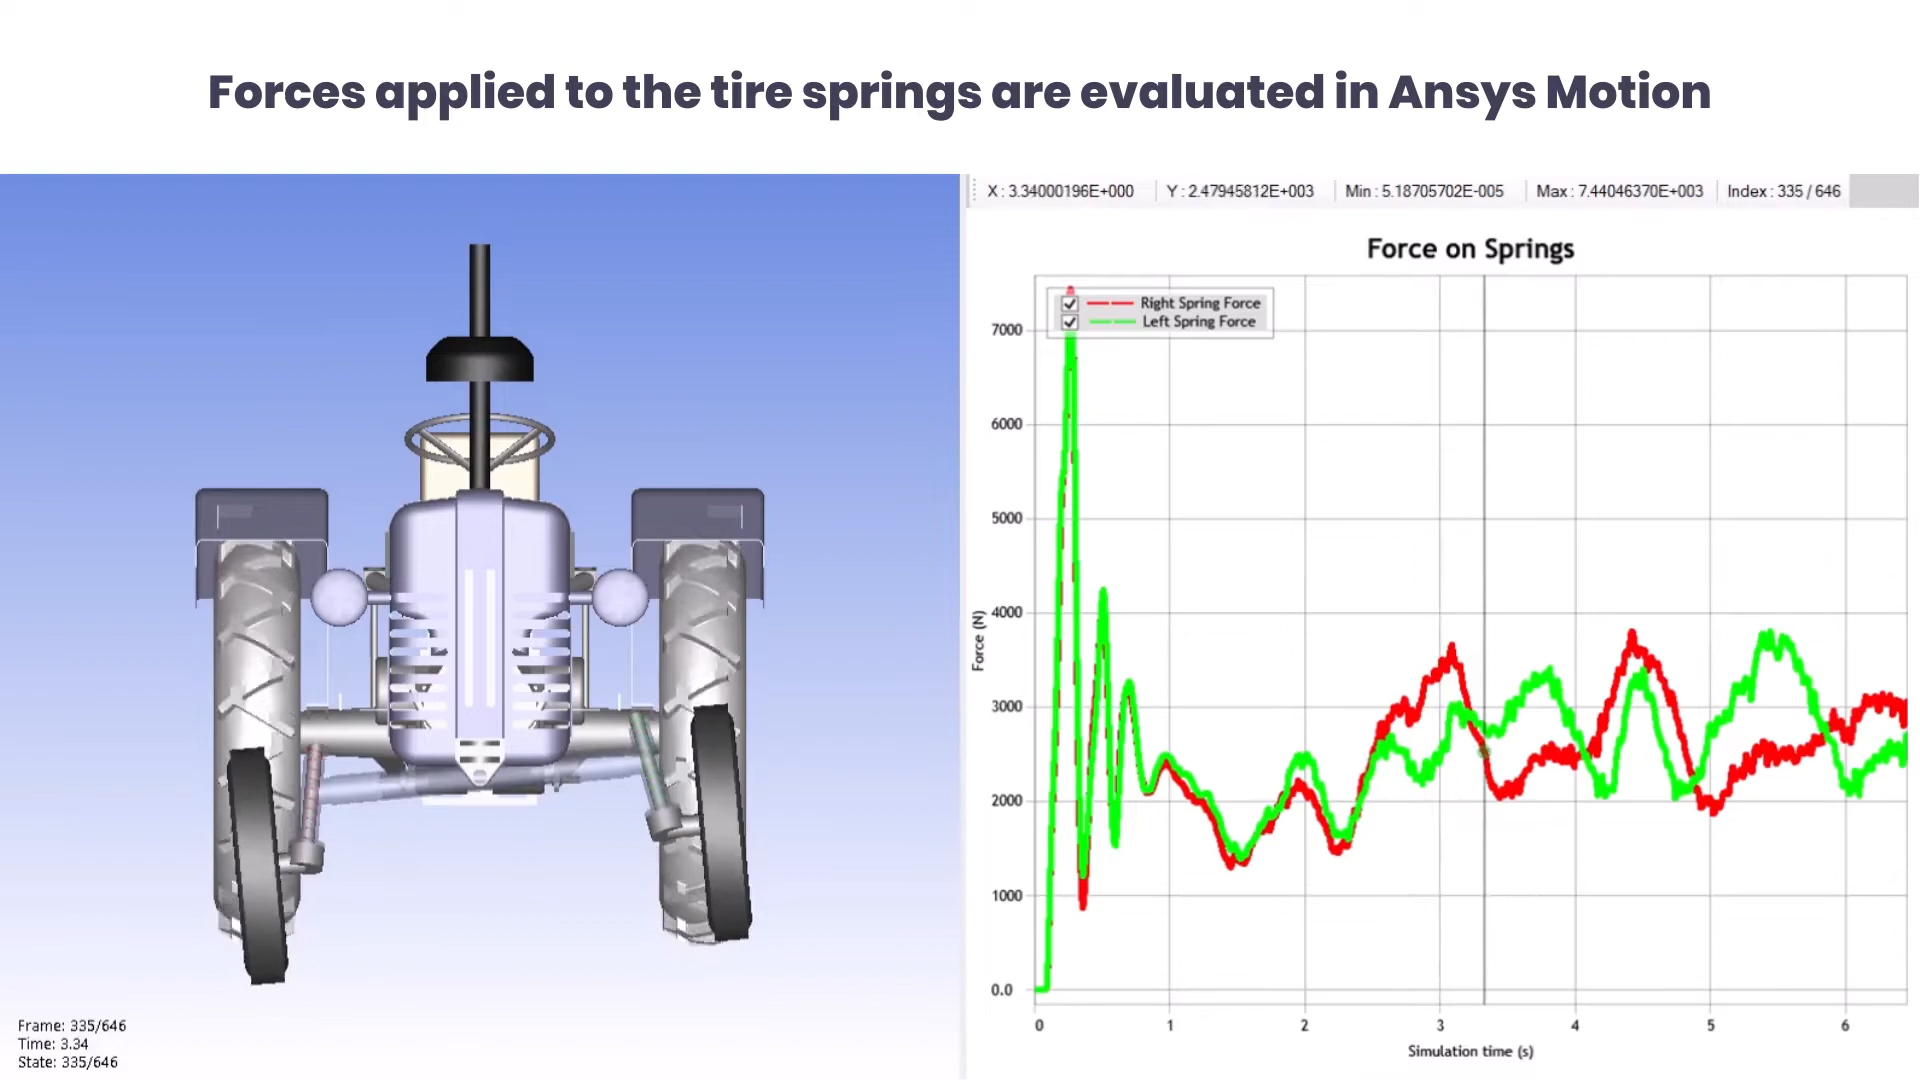 Forces applied to the tire springs are evaluated in Ansys Motion
X : 3.34000196E+000 Y : 2.47945812E+003 Min : 5.18705702E-005 Max : 7.44046370E+003 Index : 335 / 646
Force on Springs
Right Spring Force
Left Spring Force
7000
6000
5000
4000
3000
2000
1000
0.0
Force (N)
0 1 2 3 4 5 6
Simulation time (s)
Frame: 335/646
Time: 3.34
State: 335/646